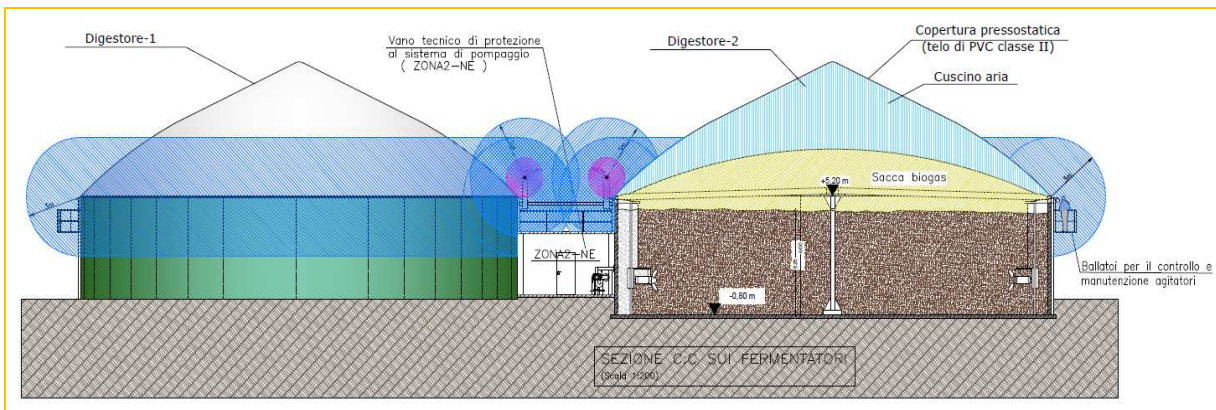 Digestore-1
Vano tecnico di protezione
al sistema di pompaggio
( ZONA2-NE )
Digestore-2
Copertura pressostatica
(telo di PVC classe II)
Cuscino aria
Sacca biogas
+5,20 m
3m
3m
ZONA2-NE
-0,80 m
Ballatoi per il controllo e
manutenzione agitatori
SEZIONE C:C SUI FERMENTATORI
(Scala 1:200)